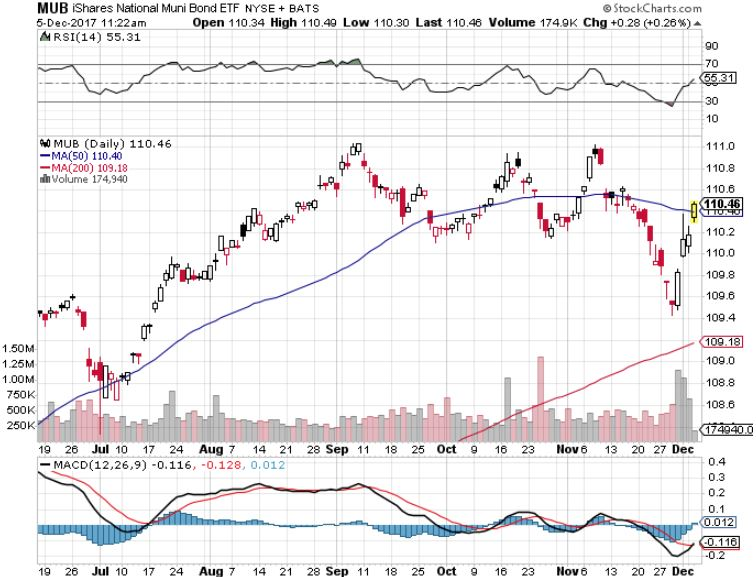 MUB iShares National Muni Bond ETF NYSE + BATS © StockCharts.com
5-Dec-2017 11:22am Open 110.34 High 110.49 Low 110.30 Last 110.46 Volume 174.9K Chg +0.28 (+0.26%)
RSI(14) 55.31
90
70
55.31
30
10
MUB (Daily) 110.46
MA(50) 110.40
MA(200) 109.18
Volume 174,940
111.0
110.8
110.6
110.46
110.40
110.2
110.0
109.8
109.6
109.4
109.18
109.0
108.8
108.6
174940.0
1.50M
1.25M
1.00M
750K
500K
250K
19 26 Jul 10 17 24 Aug 7 14 21 28 Sep 11 18 25 Oct 9 16 23 Nov 6 13 20 27 Dec
MACD(12,26,9) -0.116, -0.128, 0.012
0.4
0.3
0.2
0.1
0.012
-0.116
-0.2
19 26 Jul 10 17 24 Aug 7 14 21 28 Sep 11 18 25 Oct 9 16 23 Nov 6 13 20 27 Dec